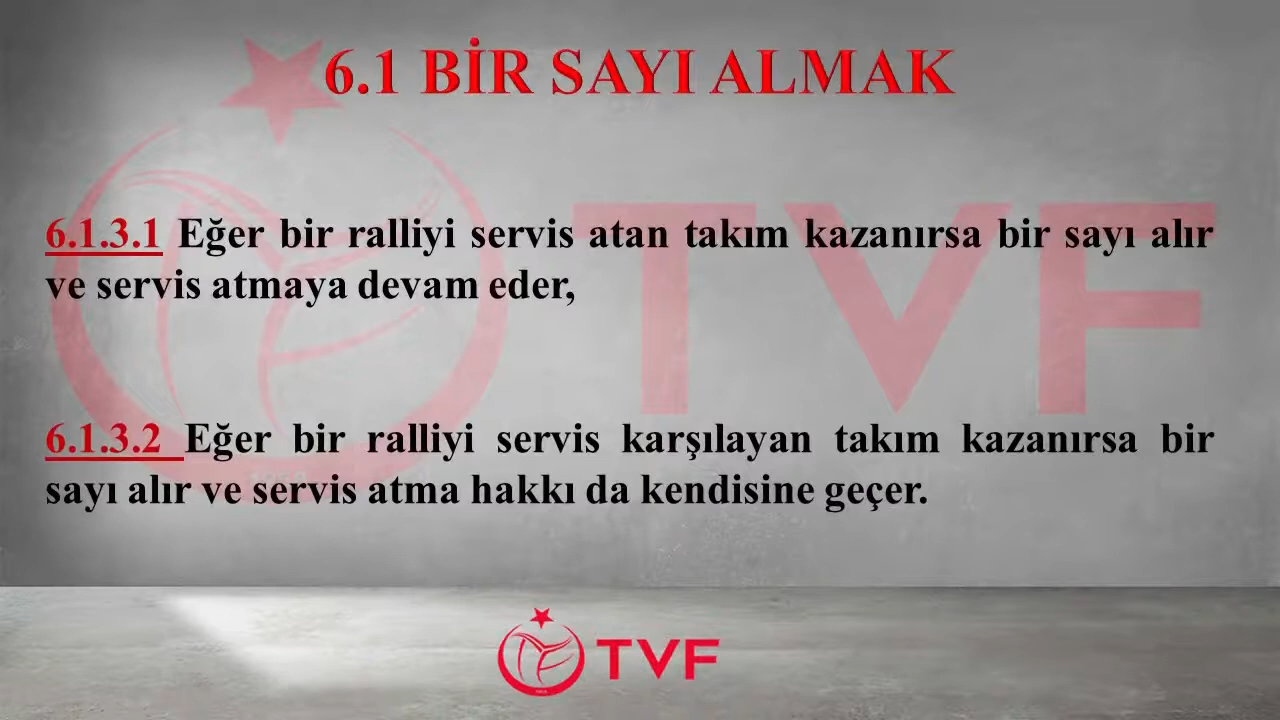 6.1 BİR SAYI ALMAK
6.1.3.1 Eğer bir ralliyi servis atan takım kazanırsa bir sayı alır
ve servis atmaya devam eder,
6.1.3.2 Eğer bir ralliyi servis karşılayan takım kazanırsa bir
sayı alır ve servis atma hakkı da kendisine geçer.
TVF
TVF